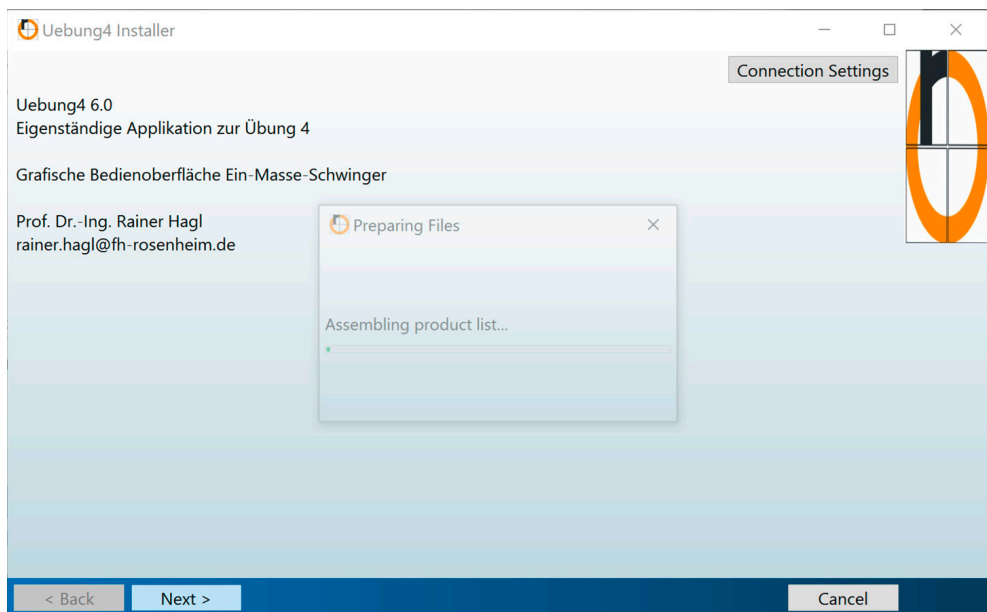 Uebung4 Installer
Connection Settings
Uebung4 6.0
Eigenständige Applikation zur Übung 4
Grafische Bedienoberfläche Ein-Masse-Schwinger
Prof. Dr.-Ing. Rainer Hagl
rainer.hagl@fh-rosenheim.de
Preparing Files
Assembling product list...
< Back
Next >
Cancel